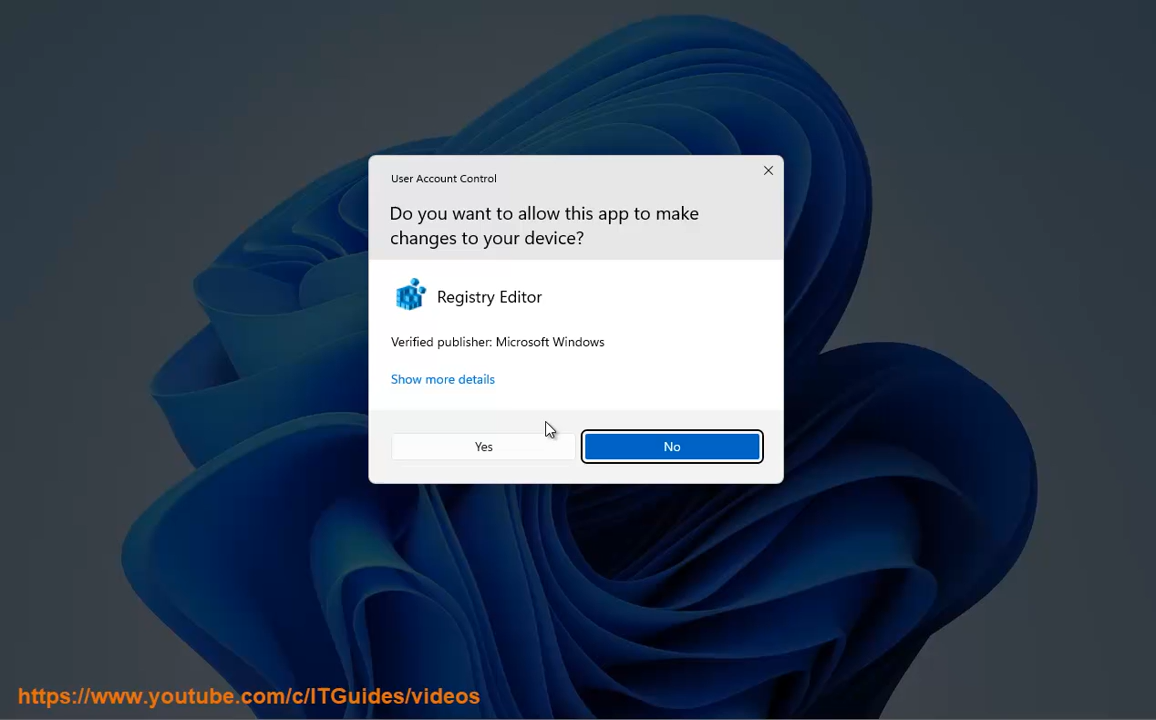 User Account Control
Do you want to allow this app to make
changes to your device?
Registry Editor
Verified publisher: Microsoft Windows
Show more details
Yes
No
https://www.youtube.com/c/ITGuides/videos